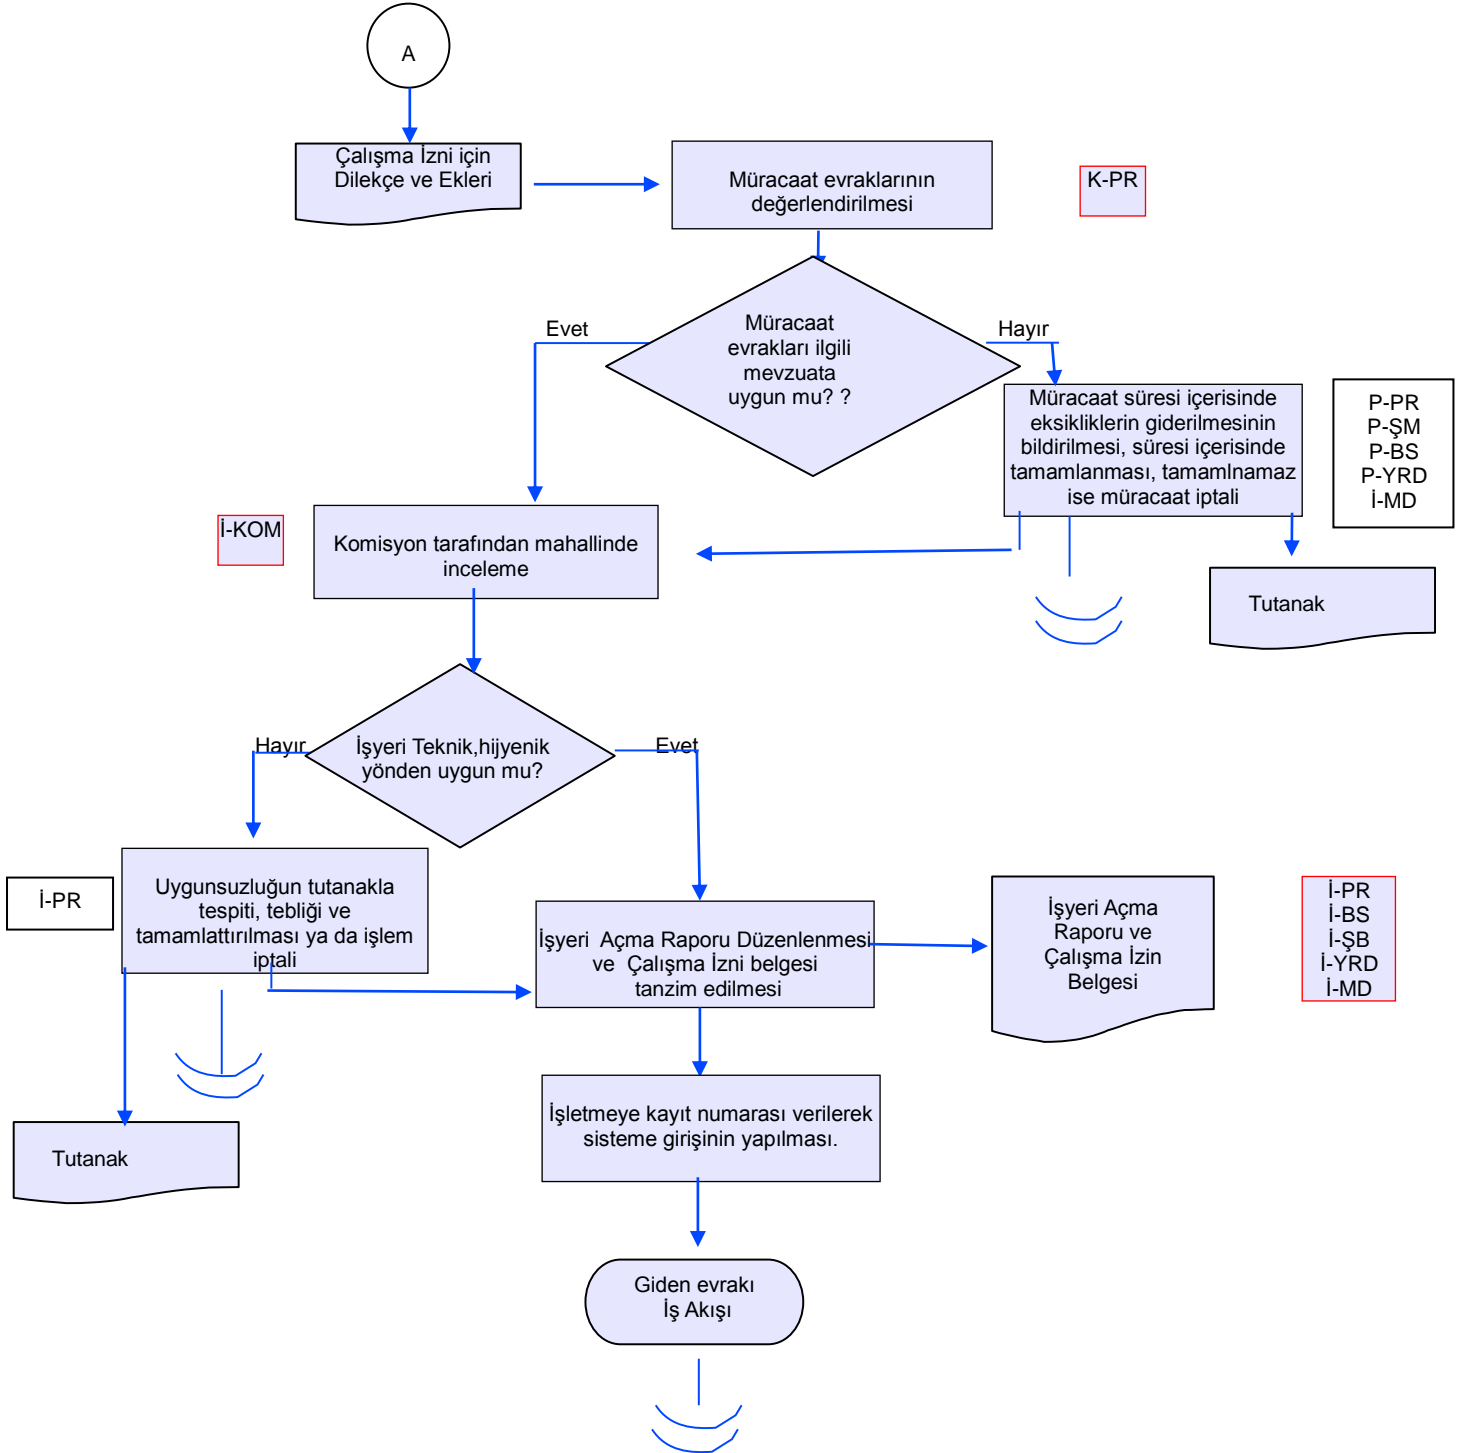 A
Çalışma İzni için
Dilekçe ve Ekleri
Müracaat evraklarının
değerlendirilmesi
K-PR
Evet
Müracaat
evrakları ilgili
mevzuata
uygun mu? ?
Hayır
Müracaat süresi içerisinde
eksikliklerin giderilmesinin
bildirilmesi, süresi içerisinde
tamamlanması, tamamlnamaz
ise müracaat iptali
P-PR
P-ŞM
P-BS
P-YRD
İ-MD
İ-KOM
Komisyon tarafından mahallinde
inceleme
Tutanak
Hayır
İşyeri Teknik,hijyenik
yönden uygun mu?
Evet
İ-PR
Uygunsuzluğun tutanakla
tespiti, tebliği ve
tamamlattırılması ya da işlem
iptali
İşyeri  Açma Raporu Düzenlenmesi
ve  Çalışma İzni belgesi
tanzim edilmesi
İşyeri Açma
Raporu ve
Çalışma İzin
Belgesi
İ-PR
İ-BS
İ-ŞB
İ-YRD
İ-MD
İşletmeye kayıt numarası verilerek
sisteme girişinin yapılması.
Tutanak
Giden evrakı
İş Akışı